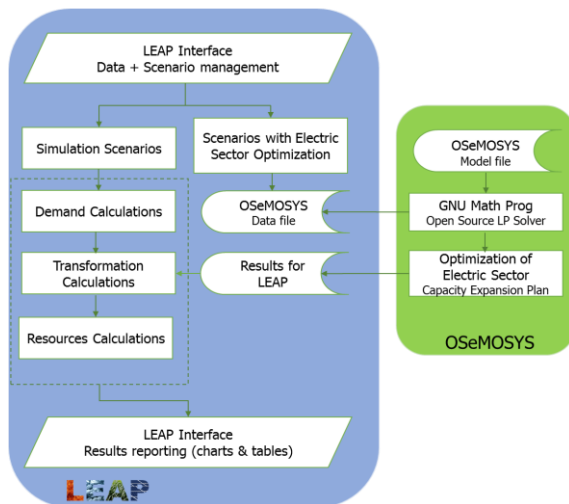 LEAP Interface
Data + Scenario management
Simulation Scenarios
Scenarios with Electric
Sector Optimization
OSeMOSYS
Model file
Demand Calculations
OSeMOSYS
Data file
GNU Math Prog
Open Source LP Solver
Transformation
Calculations
Results for
LEAP
Optimization of
Electric Sector
Capacity Expansion Plan
Resources Calculations
OSeMOSYS
LEAP Interface
Results reporting (charts & tables)
LEAP